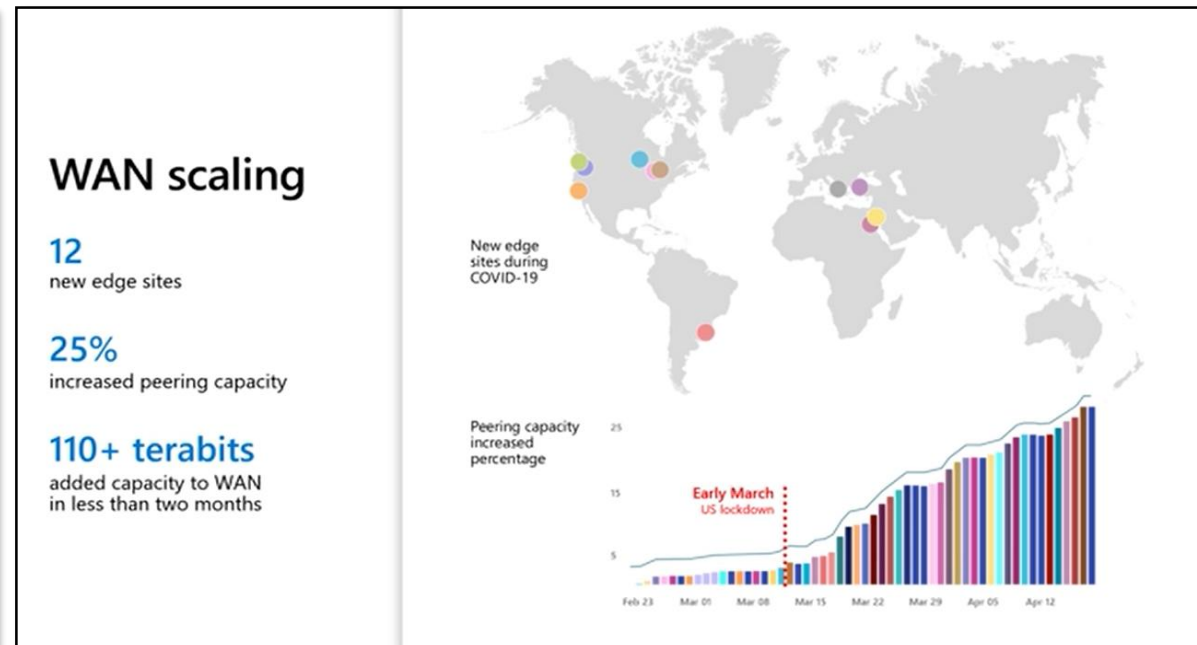 WAN scaling
12
new edge sites
25%
increased peering capacity
110+ terabits
added capacity to WAN
in less than two months
New edge
sites during
COVID-19
Peering capacity
increased
percentage
25
15
5
Early March
US lockdown
Feb 23
Mar 01
Mar 08
Mar 15
Mar 22
Mar 29
Apr 05
Apr 12